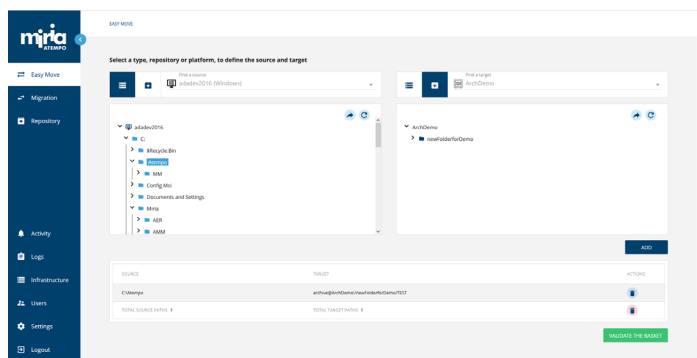 miria
ATEMPO
Easy Move
Migration
Repository
Activity
Logs
Infrastructure
Users
Settings
Logout
EASY MOVE
Select a type, repository or platform, to define the source and target
Find a source
adadev2016 (Windows)
Find a target
ArchDemo
adadev2016
C:
$Recycle.Bin
Atempo
MM
Config.Msi
Documents and Settings
Miria
AER
AMM
ArchDemo
newFolderforDemo
ADD
SOURCE TARGET ACTIONS
C:\Atempo archive@ArchDemo:/newFolderforDemo/TEST
TOTAL SOURCE PATHS 1 TOTAL TARGET PATHS 1
VALIDATE THE BASKET